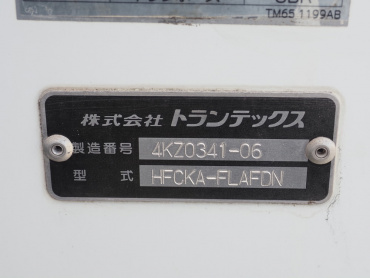 TM65 1199AB
株式会社 トランテックス
製造番号 4KZ0341-06
型式 HFCKA-FLAFDN